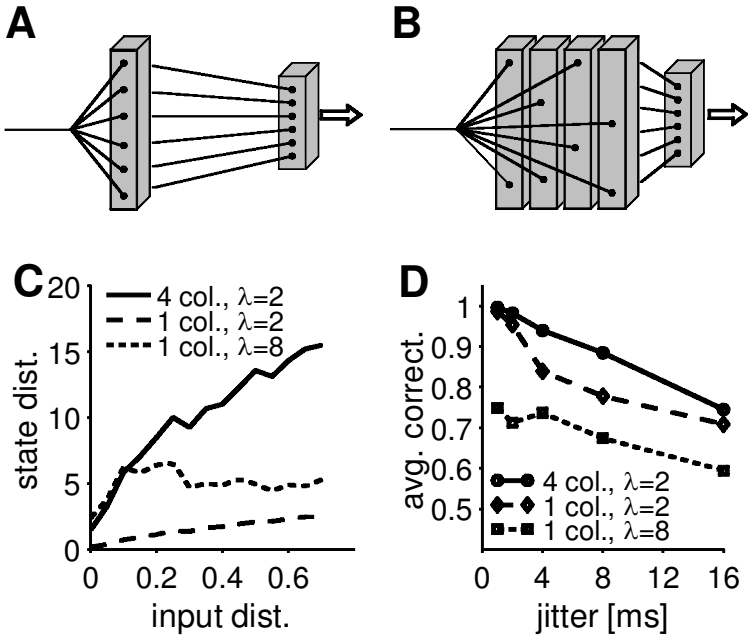 A
B
C
20
15
10
5
0
state dist.
4 col., λ=2
1 col., λ=2
1 col., λ=8
0 0.2 0.4 0.6
input dist.
D
1
0.9
0.8
0.7
0.6
0.5
avg. correct.
4 col., λ=2
1 col., λ=2
1 col., λ=8
0 4 8 12 16
jitter [ms]